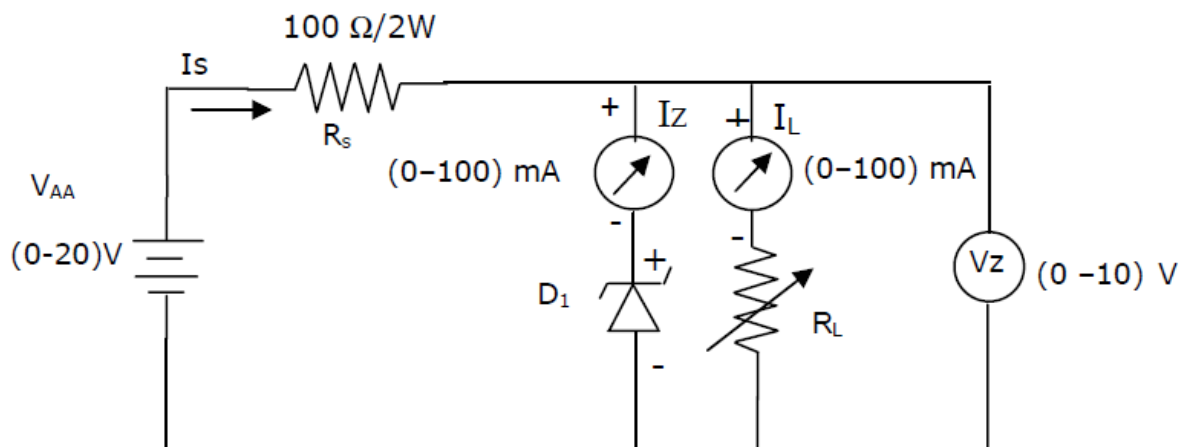 100 Ω/2W
Is
Rs
+ IZ
+ IL
(0–100) mA
(0–100) mA
VAA
(0-20)V
-
-
+
D1
-
RL
Vz
(0 –10) V